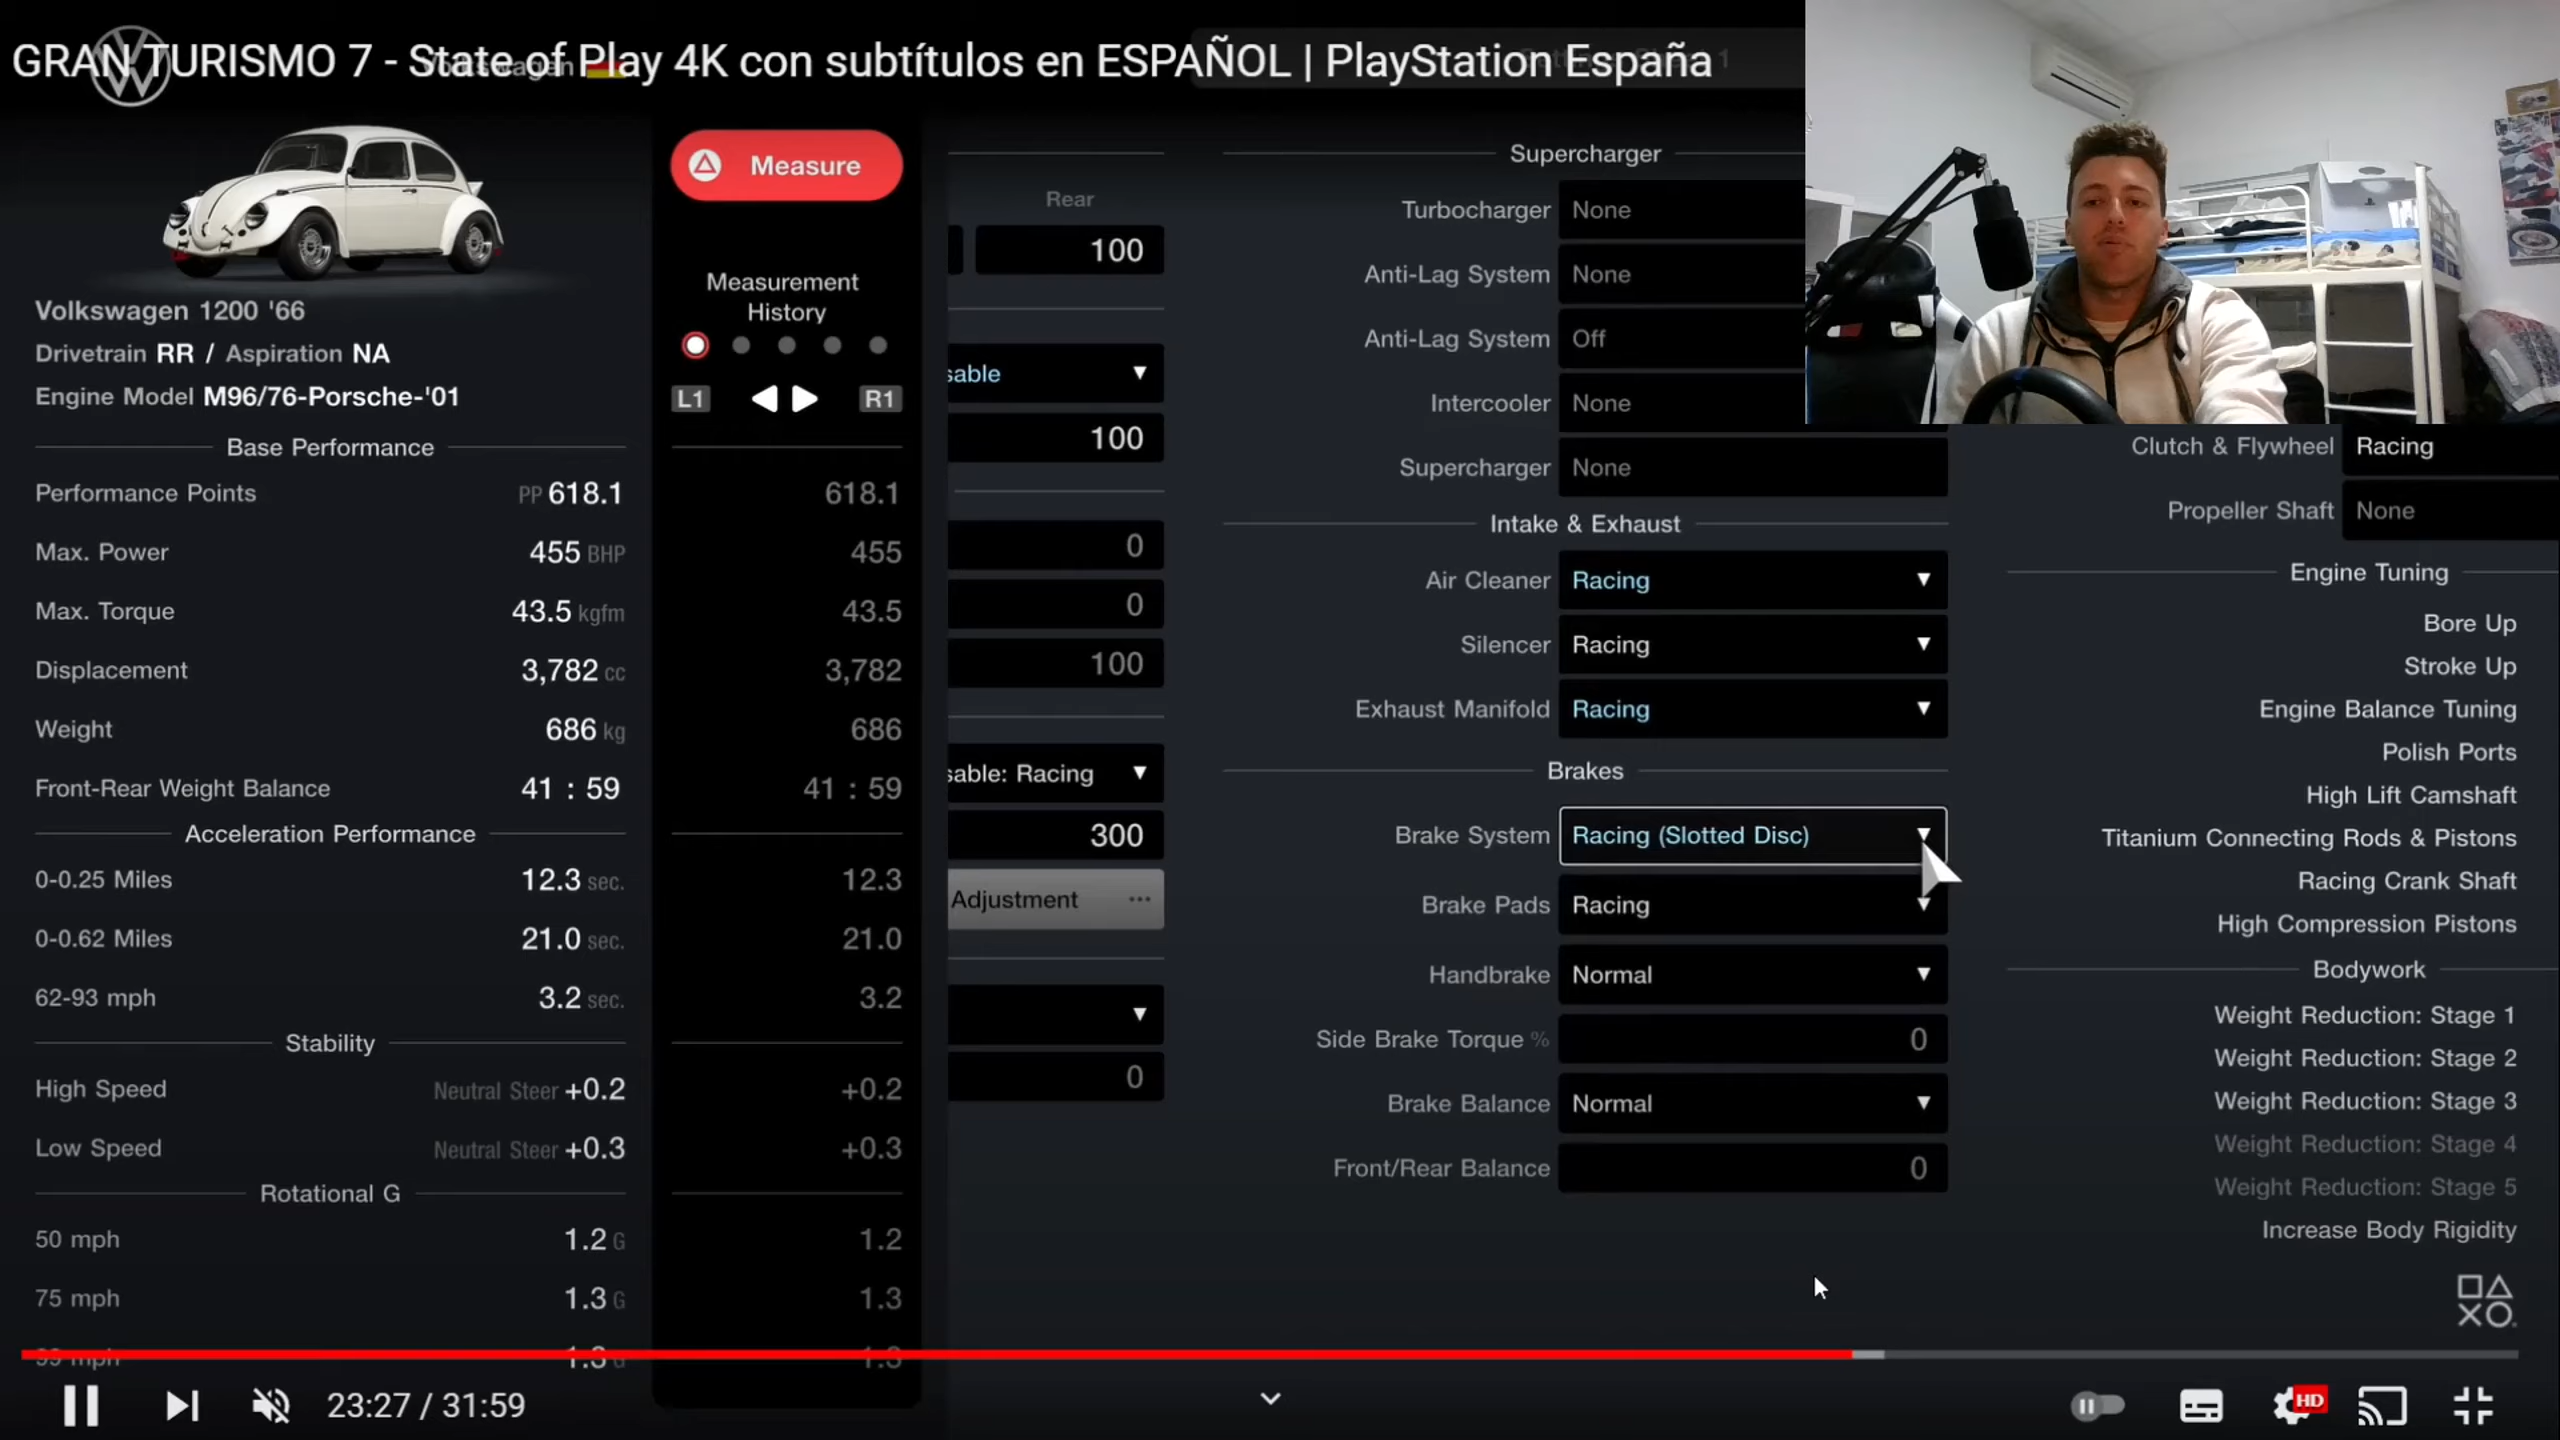 GRAN TURISMO 7 - State of Play 4K con subtítulos en ESPAÑOL | PlayStation España
Volkswagen
Volkswagen 1200 '66
Drivetrain RR / Aspiration NA
Engine Model M96/76-Porsche-'01
Base Performance
Performance Points PP 618.1
Max. Power 455 BHP
Max. Torque 43.5 kgfm
Displacement 3,782 cc
Weight 686 kg
Front-Rear Weight Balance 41 : 59
Acceleration Performance
0-0.25 Miles 12.3 sec.
0-0.62 Miles 21.0 sec.
62-93 mph 3.2 sec.
Stability
High Speed Neutral Steer +0.2
Low Speed Neutral Steer +0.3
Rotational G
50 mph 1.2 G
75 mph 1.3 G
Measure
Measurement
History
L1 R1
618.1
455
43.5
3,782
686
41 : 59
12.3
21.0
3.2
+0.2
+0.3
1.2
1.3
Rear
100
sable
100
0
0
100
sable: Racing
300
Adjustment ...
0
Supercharger
Turbocharger None
Anti-Lag System None
Anti-Lag System Off
Intercooler None
Supercharger None
Intake & Exhaust
Air Cleaner Racing
Silencer Racing
Exhaust Manifold Racing
Brakes
Brake System Racing (Slotted Disc)
Brake Pads Racing
Handbrake Normal
Side Brake Torque % 0
Brake Balance Normal
Front/Rear Balance 0
Clutch & Flywheel Racing
Propeller Shaft None
Engine Tuning
Bore Up
Stroke Up
Engine Balance Tuning
Polish Ports
High Lift Camshaft
Titanium Connecting Rods & Pistons
Racing Crank Shaft
High Compression Pistons
Bodywork
Weight Reduction: Stage 1
Weight Reduction: Stage 2
Weight Reduction: Stage 3
Weight Reduction: Stage 4
Weight Reduction: Stage 5
Increase Body Rigidity
23:27 / 31:59
HD